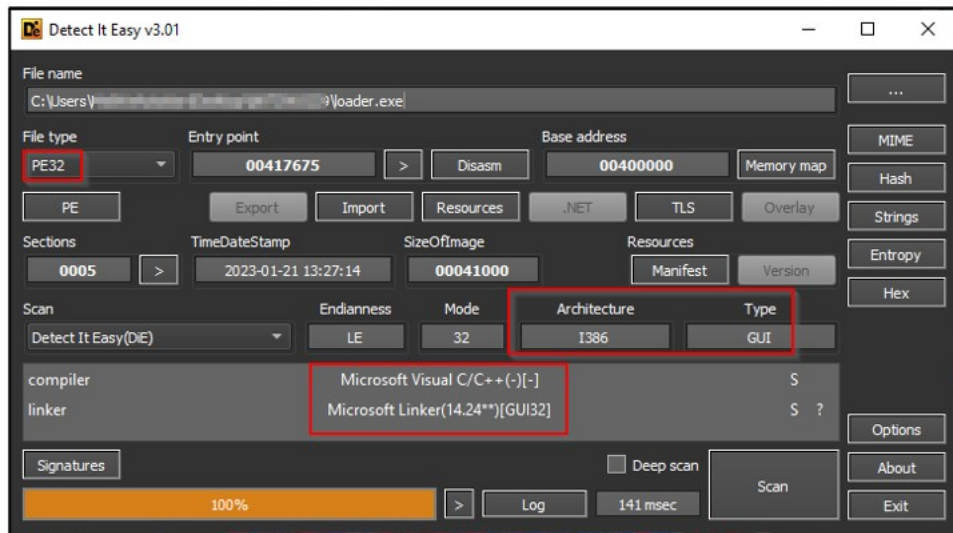 Detect It Easy v3.01
File name
C:\Users\ \loader.exe
...
File type Entry point Base address
PE32 00417675 > Disasm 00400000 Memory map
MIME
Hash
PE Export Import Resources .NET TLS Overlay
Strings
Sections TimeDateStamp SizeOfImage Resources
Entropy
0005 > 2023-01-21 13:27:14 00041000 Manifest Version
Hex
Scan Endianness Mode Architecture Type
Detect It Easy(DiE) LE 32 I386 GUI
compiler Microsoft Visual C/C++(-)[-] S
linker Microsoft Linker(14.24**)[GUI32] S ?
Options
Signatures Deep scan Scan About
100% > Log 141 msec Exit